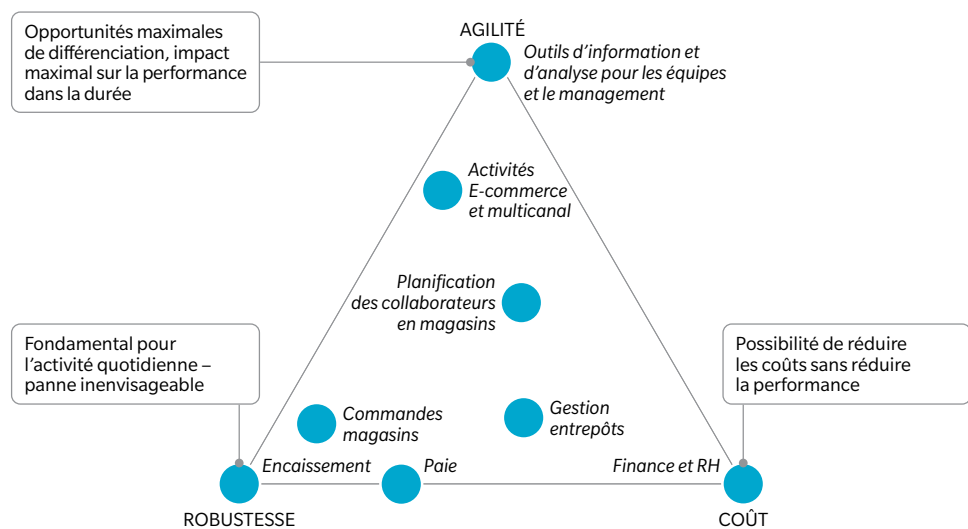 Opportunités maximales
de différenciation, impact
maximal sur la performance
dans la durée
AGILITÉ
Outils d’information et
d’analyse pour les équipes
et le management
Activités
E-commerce
et multicanal
Planification
des collaborateurs
en magasins
Fondamental pour
l’activité quotidienne –
panne inenvisageable
Possibilité de réduire
les coûts sans réduire
la performance
Commandes
magasins
Gestion
entrepôts
Encaissement
Paie
Finance et RH
ROBUSTESSE
COÛT